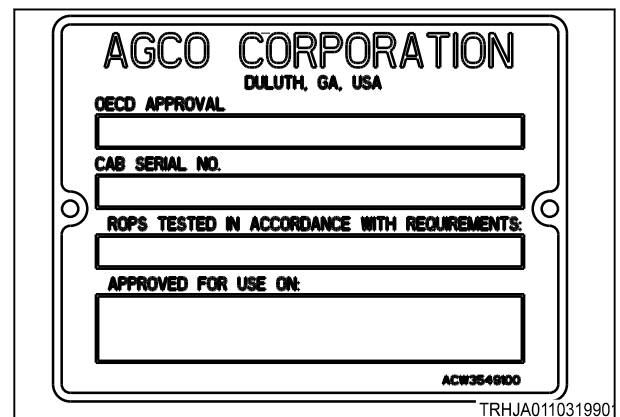 AGCO CORPORATION
DULUTH, GA, USA
OECD APPROVAL
CAB SERIAL NO.
ROPS TESTED IN ACCORDANCE WITH REQUIREMENTS:
APPROVED FOR USE ON:
ACW3549100
TRHJA0110319901